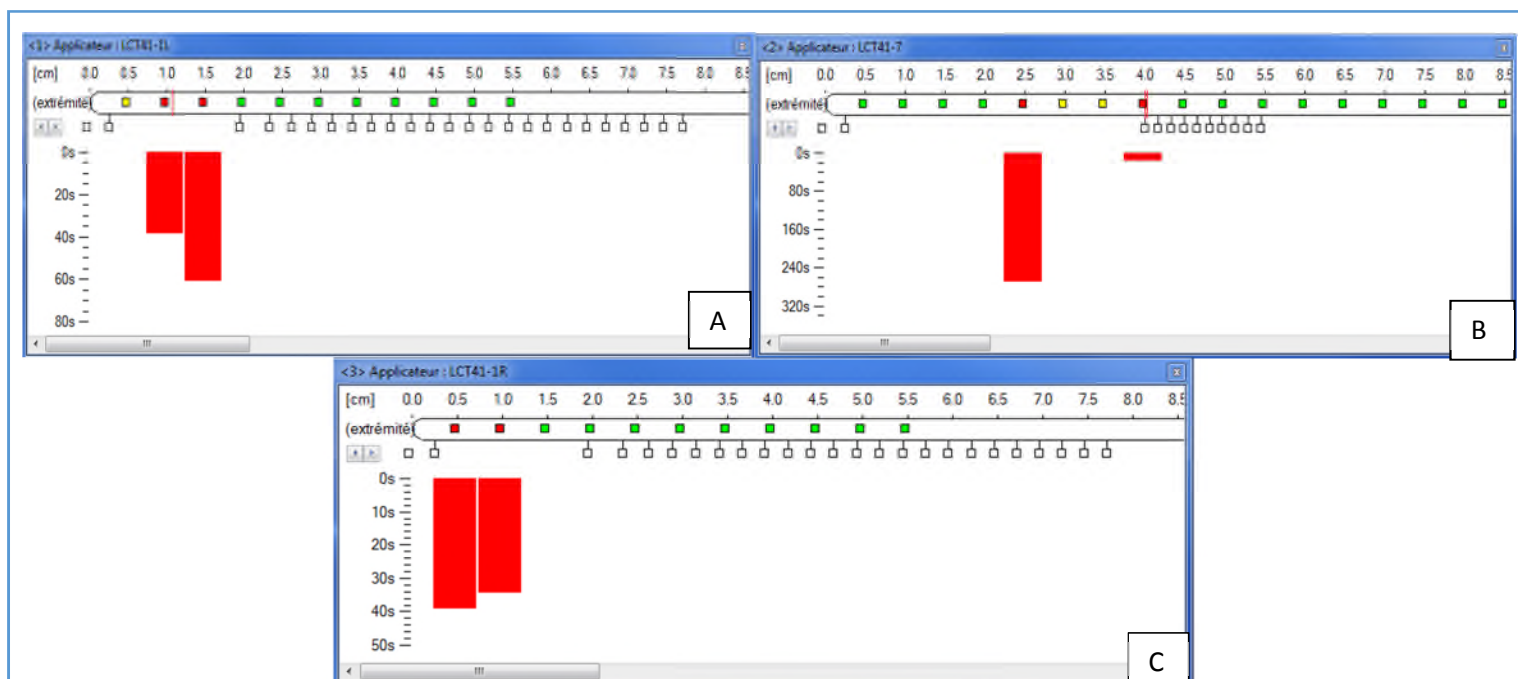 <1> Applicateur : LCT41-1L
[cm] 0.0 0.5 1.0 1.5 2.0 2.5 3.0 3.5 4.0 4.5 5.0 5.5 6.0 6.5 7.0 7.5 8.0 8.5
(extrémité)
0s
20s
40s
60s
80s
A
<2> Applicateur : LCT41-7
[cm] 0.0 0.5 1.0 1.5 2.0 2.5 3.0 3.5 4.0 4.5 5.0 5.5 6.0 6.5 7.0 7.5 8.0 8.5
(extrémité)
0s
80s
160s
240s
320s
B
<3> Applicateur : LCT41-1R
[cm] 0.0 0.5 1.0 1.5 2.0 2.5 3.0 3.5 4.0 4.5 5.0 5.5 6.0 6.5 7.0 7.5 8.0 8.5
(extrémité)
0s
10s
20s
30s
40s
50s
C